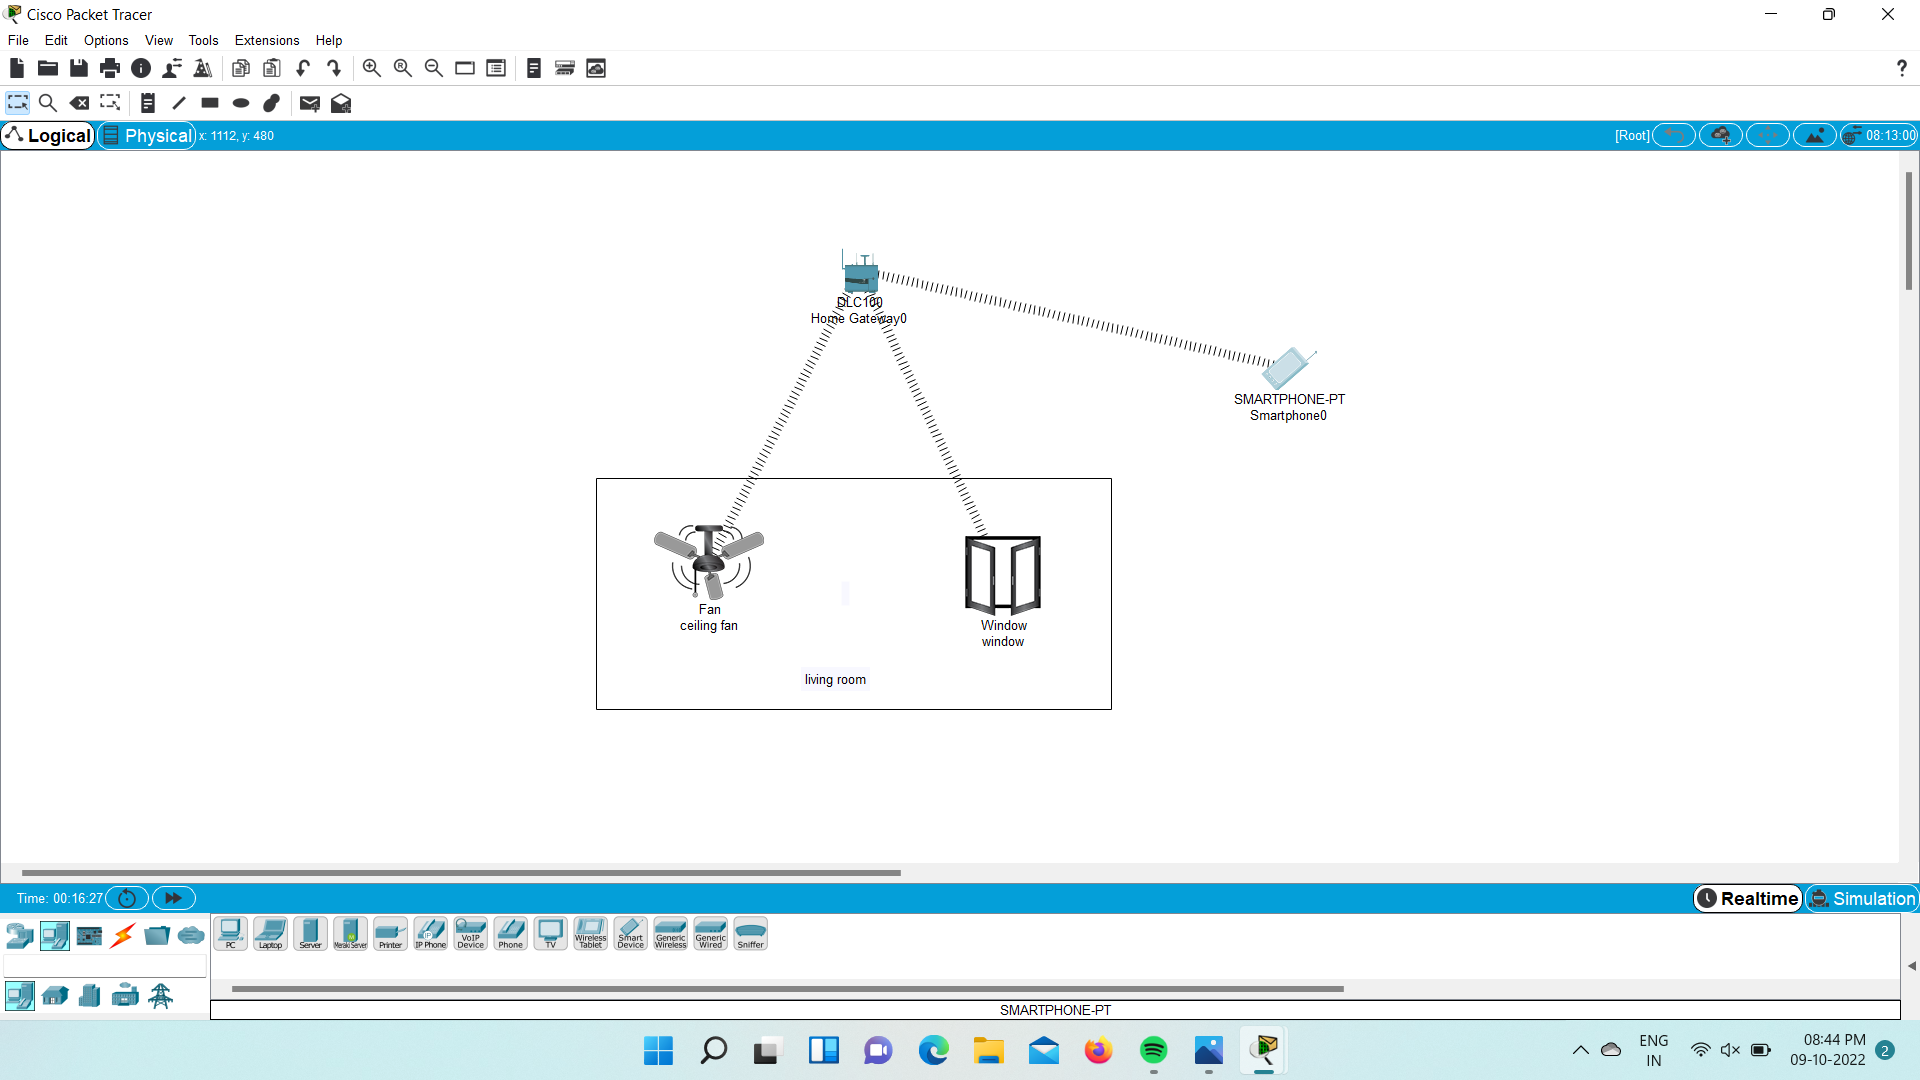 Cisco Packet Tracer
File Edit Options View Tools Extensions Help
?
Logical Physical x: 1112, y: 480 [Root] 08:13:00
DLC100
Home Gateway0
SMARTPHONE-PT
Smartphone0
Fan
ceiling fan
Window
window
living room
Time: 00:16:27 Realtime Simulation
PC Laptop Server Meraki Server Printer IP Phone VoIP Device Phone TV Wireless Tablet Smart Device Generic Wireless Generic Wired Sniffer
SMARTPHONE-PT
ENG
IN
08:44 PM
09-10-2022
2